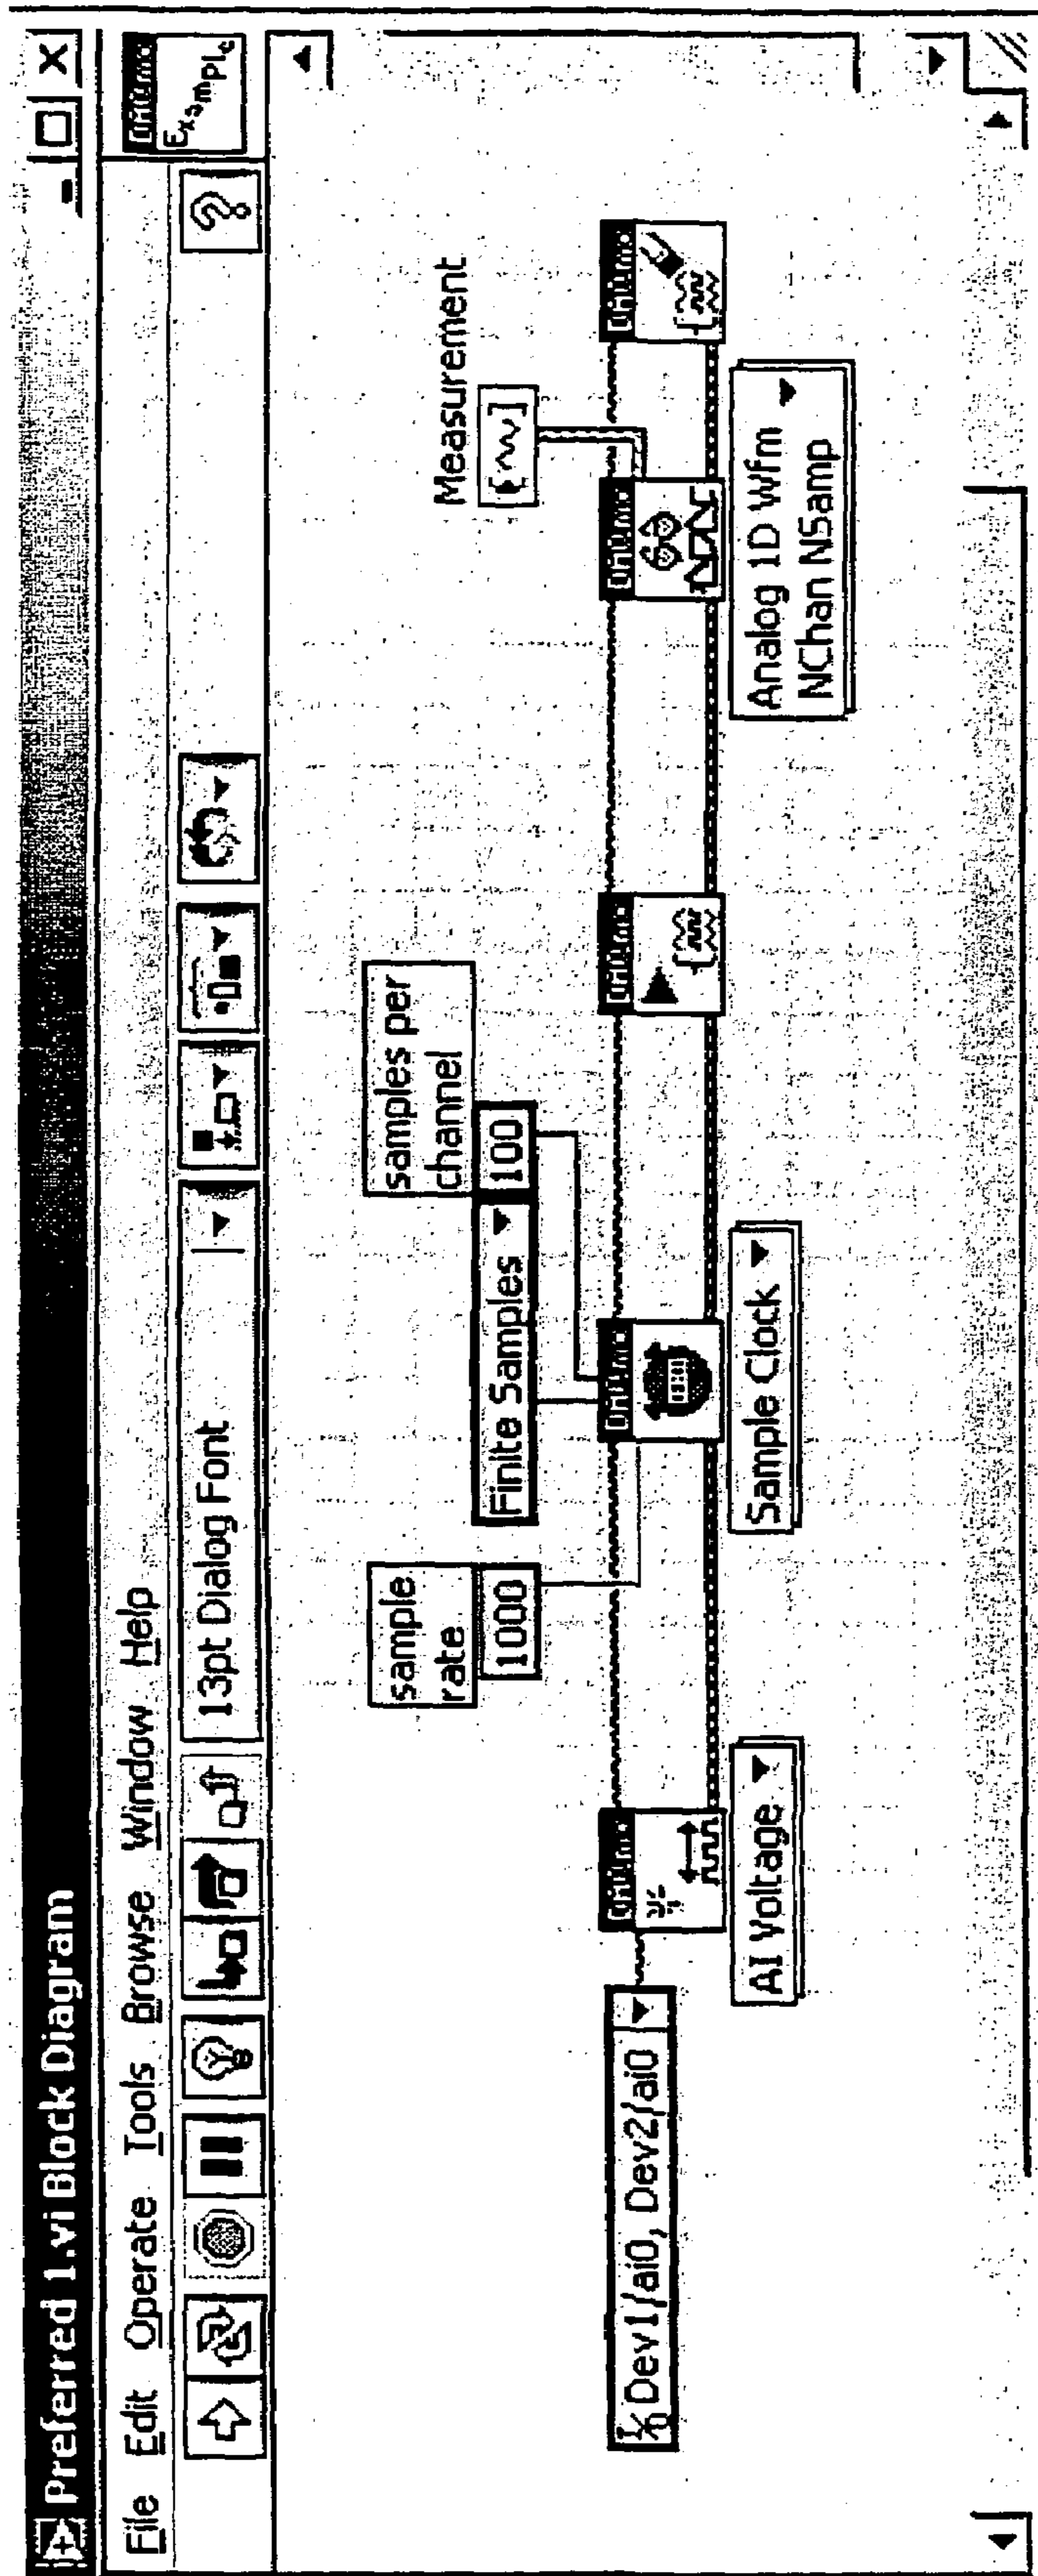 Preferred 1.vi Block Diagram
File Edit Operate Tools Browse Window Help
13pt Dialog Font
Example
?
sample
rate
1000
samples per
channel
Finite Samples
100
Measurement
I/O Dev1/ai0, Dev2/ai0
AI Voltage
Sample Clock
Analog 1D Wfm
NChan NSamp